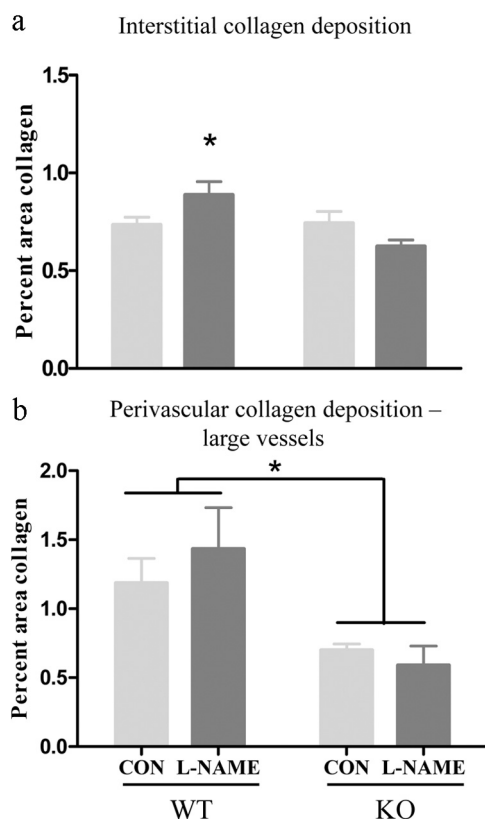 a
Interstitial collagen deposition
Percent area collagen
1.5
1.0
0.5
0.0
*
b
Perivascular collagen deposition –
large vessels
Percent area collagen
2.0
1.5
1.0
0.5
0.0
*
CON L-NAME CON L-NAME
WT KO